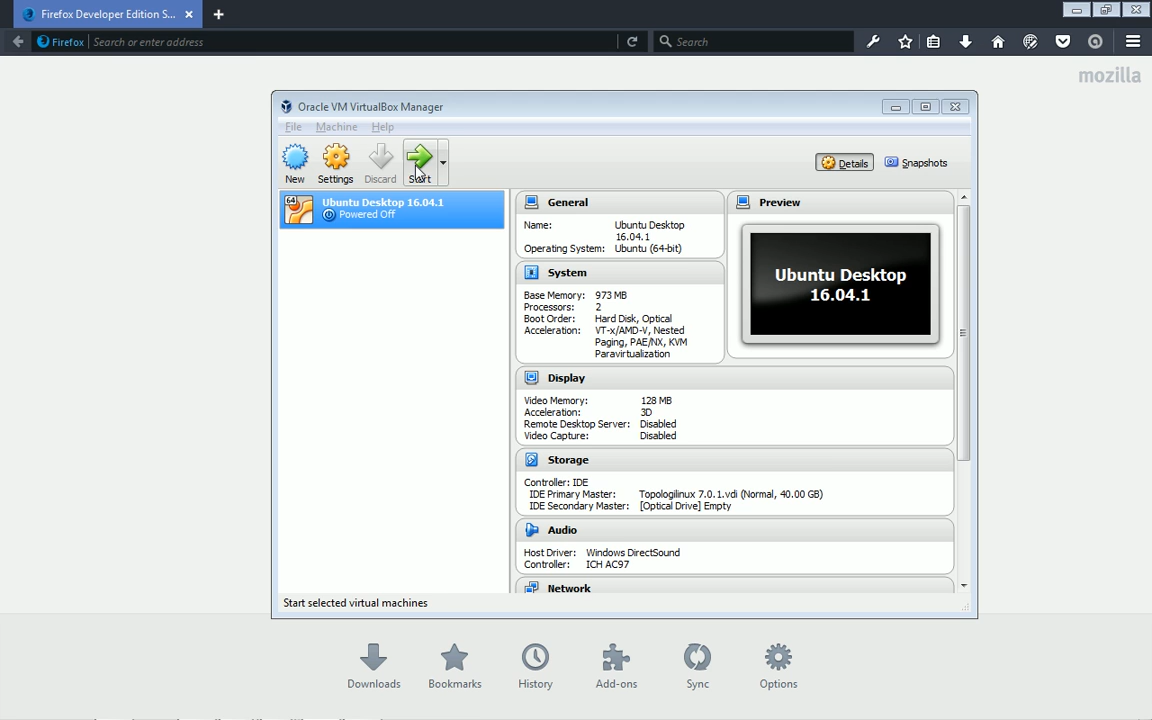 Firefox Developer Edition S...
Firefox
Search or enter address
Search
mozilla
Oracle VM VirtualBox Manager
File Machine Help
New Settings Discard Start
Details
Snapshots
64
Ubuntu Desktop 16.04.1
Powered Off
General
Name: Ubuntu Desktop
16.04.1
Operating System: Ubuntu (64-bit)
Preview
Ubuntu Desktop
16.04.1
System
Base Memory: 973 MB
Processors: 2
Boot Order: Hard Disk, Optical
Acceleration: VT-x/AMD-V, Nested
Paging, PAE/NX, KVM
Paravirtualization
Display
Video Memory: 128 MB
Acceleration: 3D
Remote Desktop Server: Disabled
Video Capture: Disabled
Storage
Controller: IDE
IDE Primary Master: Topologilinux 7.0.1.vdi (Normal, 40.00 GB)
IDE Secondary Master: [Optical Drive] Empty
Audio
Host Driver: Windows DirectSound
Controller: ICH AC97
Network
Start selected virtual machines
Downloads Bookmarks History Add-ons Sync Options